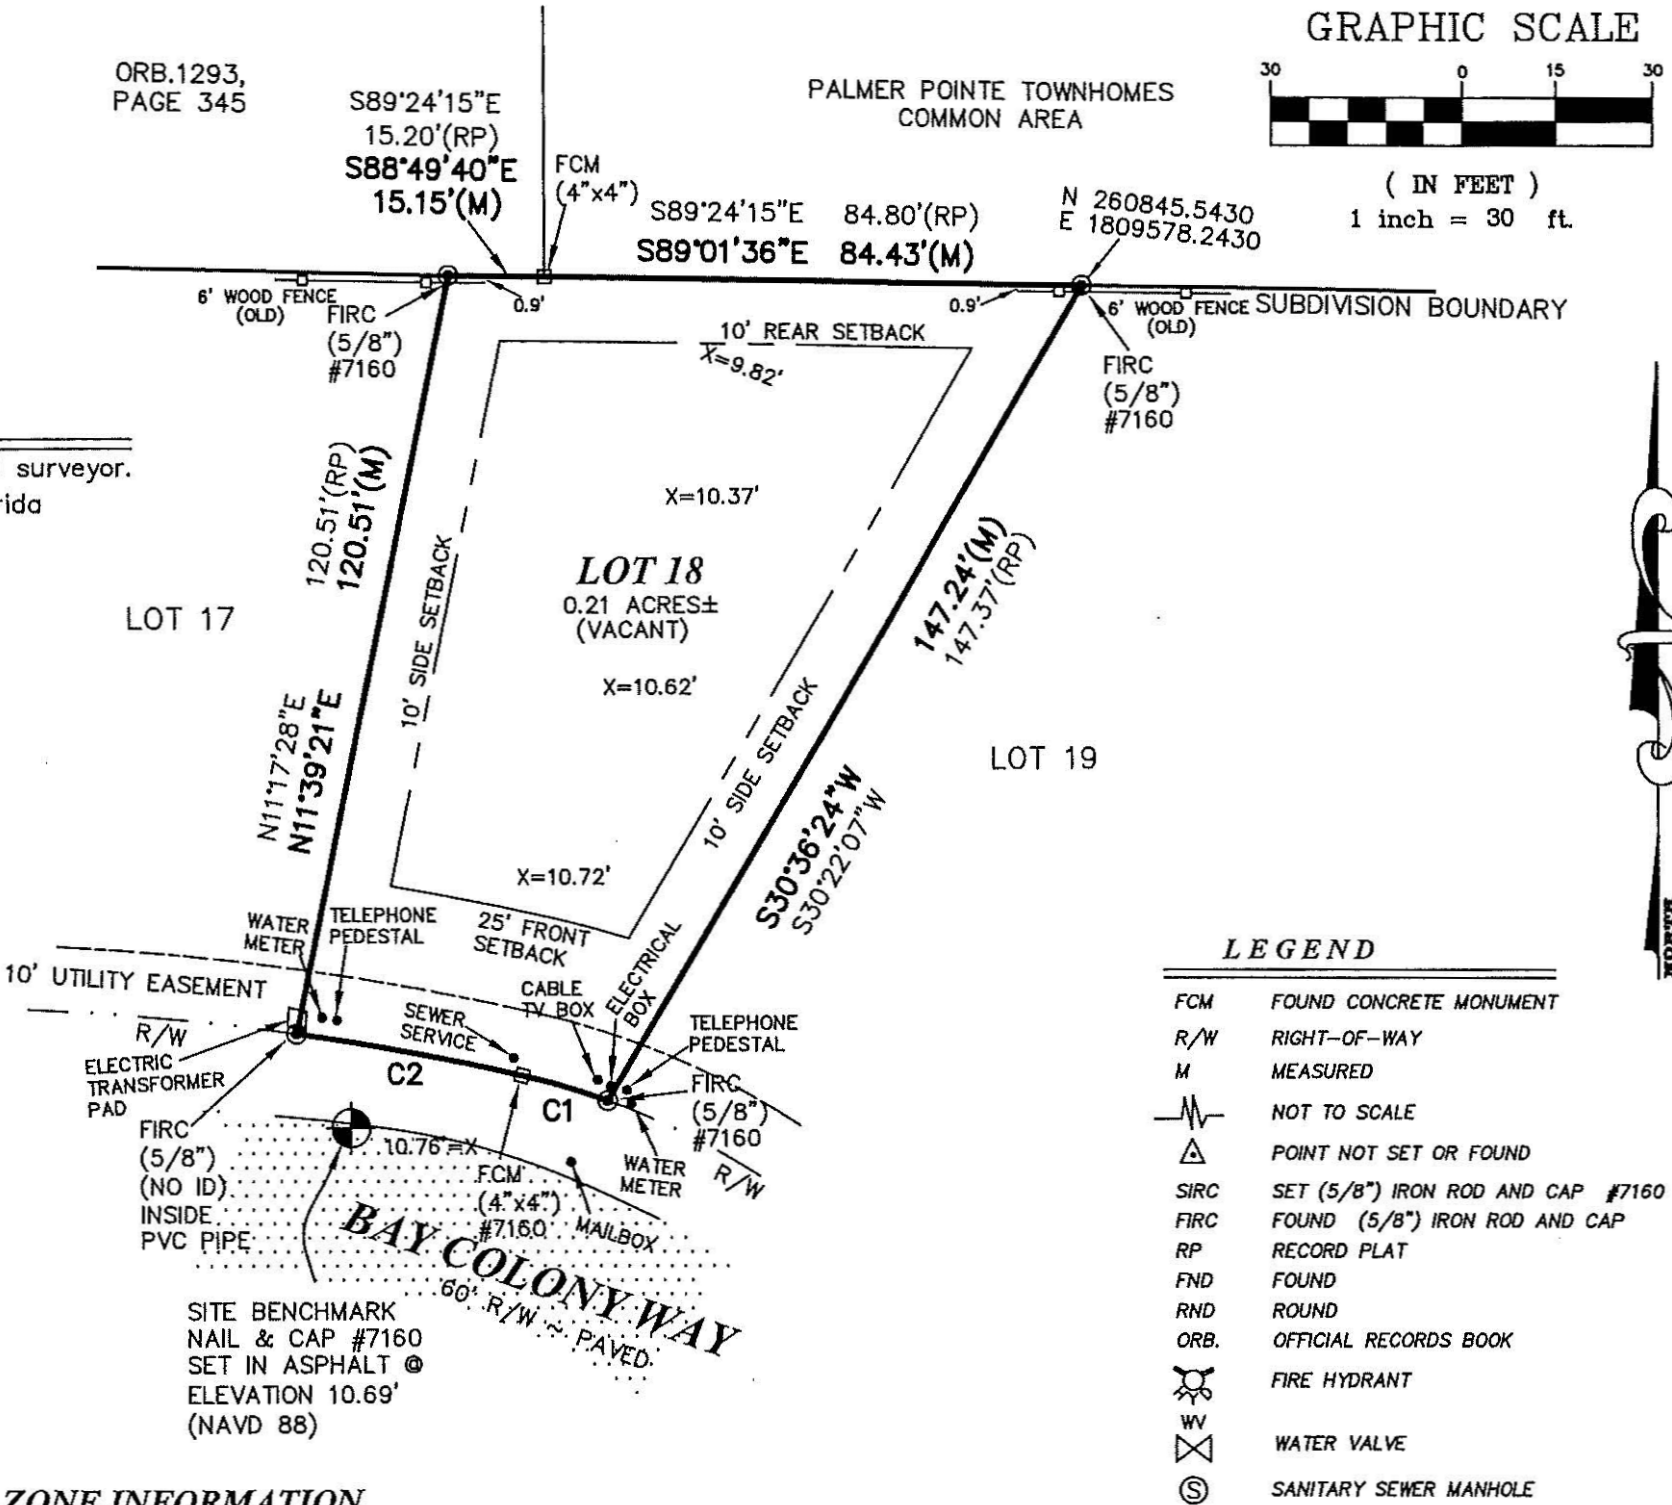 GRAPHIC SCALE
30 0 15 30
( IN FEET )
1 inch = 30 ft.
ORB.1293,
PAGE 345
S89°24'15"E
15.20'(RP)
S88°49'40"E
15.15'(M)
FCM
(4"x4")
PALMER POINTE TOWNHOMES
COMMON AREA
S89°24'15"E 84.80'(RP)
S89°01'36"E 84.43'(M)
N 260845.5430
E 1809578.2430
6' WOOD FENCE
(OLD)
FIRC
(5/8")
#7160
0.9'
0.9'
6' WOOD FENCE
(OLD)
SUBDIVISION BOUNDARY
FIRC
(5/8")
#7160
10' REAR SETBACK
X=9.82'
surveyor.
rida
120.51'(RP)
120.51'(M)
X=10.37'
LOT 18
0.21 ACRES±
(VACANT)
147.24'(M)
147.37'(RP)
LOT 17
10' SIDE SETBACK
X=10.62'
10' SIDE SETBACK
LOT 19
N11°17'28"E
N11°39'21"E
S30°36'24"W
S30°22'07"W
X=10.72'
25' FRONT
SETBACK
WATER
METER
TELEPHONE
PEDESTAL
10' UTILITY EASEMENT
R/W
ELECTRIC
TRANSFORMER
PAD
SEWER
SERVICE
CABLE
TV BOX
ELECTRICAL
BOX
TELEPHONE
PEDESTAL
C2
C1
FIRC
(5/8")
#7160
FIRC
(5/8")
(NO ID)
INSIDE
PVC PIPE
10.76'=X
FCM
(4"x4")
#7160
MAILBOX
WATER
METER
R/W
BAY COLONY WAY
60' R/W ~ PAVED
SITE BENCHMARK
NAIL & CAP #7160
SET IN ASPHALT @
ELEVATION 10.69'
(NAVD 88)
LEGEND
FCM FOUND CONCRETE MONUMENT
R/W RIGHT-OF-WAY
M MEASURED
NOT TO SCALE
POINT NOT SET OR FOUND
SIRC SET (5/8") IRON ROD AND CAP #7160
FIRC FOUND (5/8") IRON ROD AND CAP
RP RECORD PLAT
FND FOUND
RND ROUND
ORB. OFFICIAL RECORDS BOOK
FIRE HYDRANT
WV
WATER VALVE
S SANITARY SEWER MANHOLE
ZONE INFORMATION